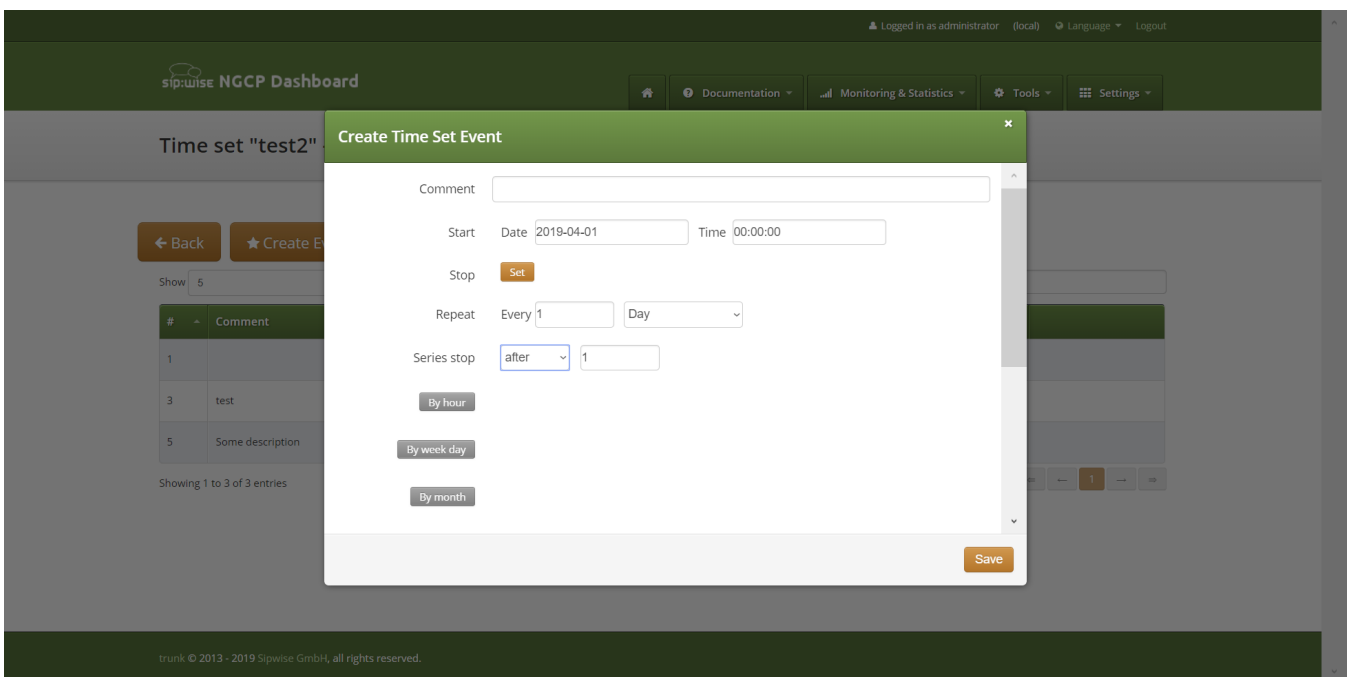 Logged in as administrator (local) Language Logout
sip:wise NGCP Dashboard
Documentation Monitoring & Statistics Tools Settings
Time set "test2"
Create Time Set Event
Comment
Start Date 2019-04-01 Time 00:00:00
Back Create
Stop Set
Show 5
Repeat Every 1 Day
# Comment
Series stop after 1
1
By hour
3 test
5 Some description
By week day
Showing 1 to 3 of 3 entries
1
By month
Save
trunk © 2013 - 2019 Sipwise GmbH, all rights reserved.